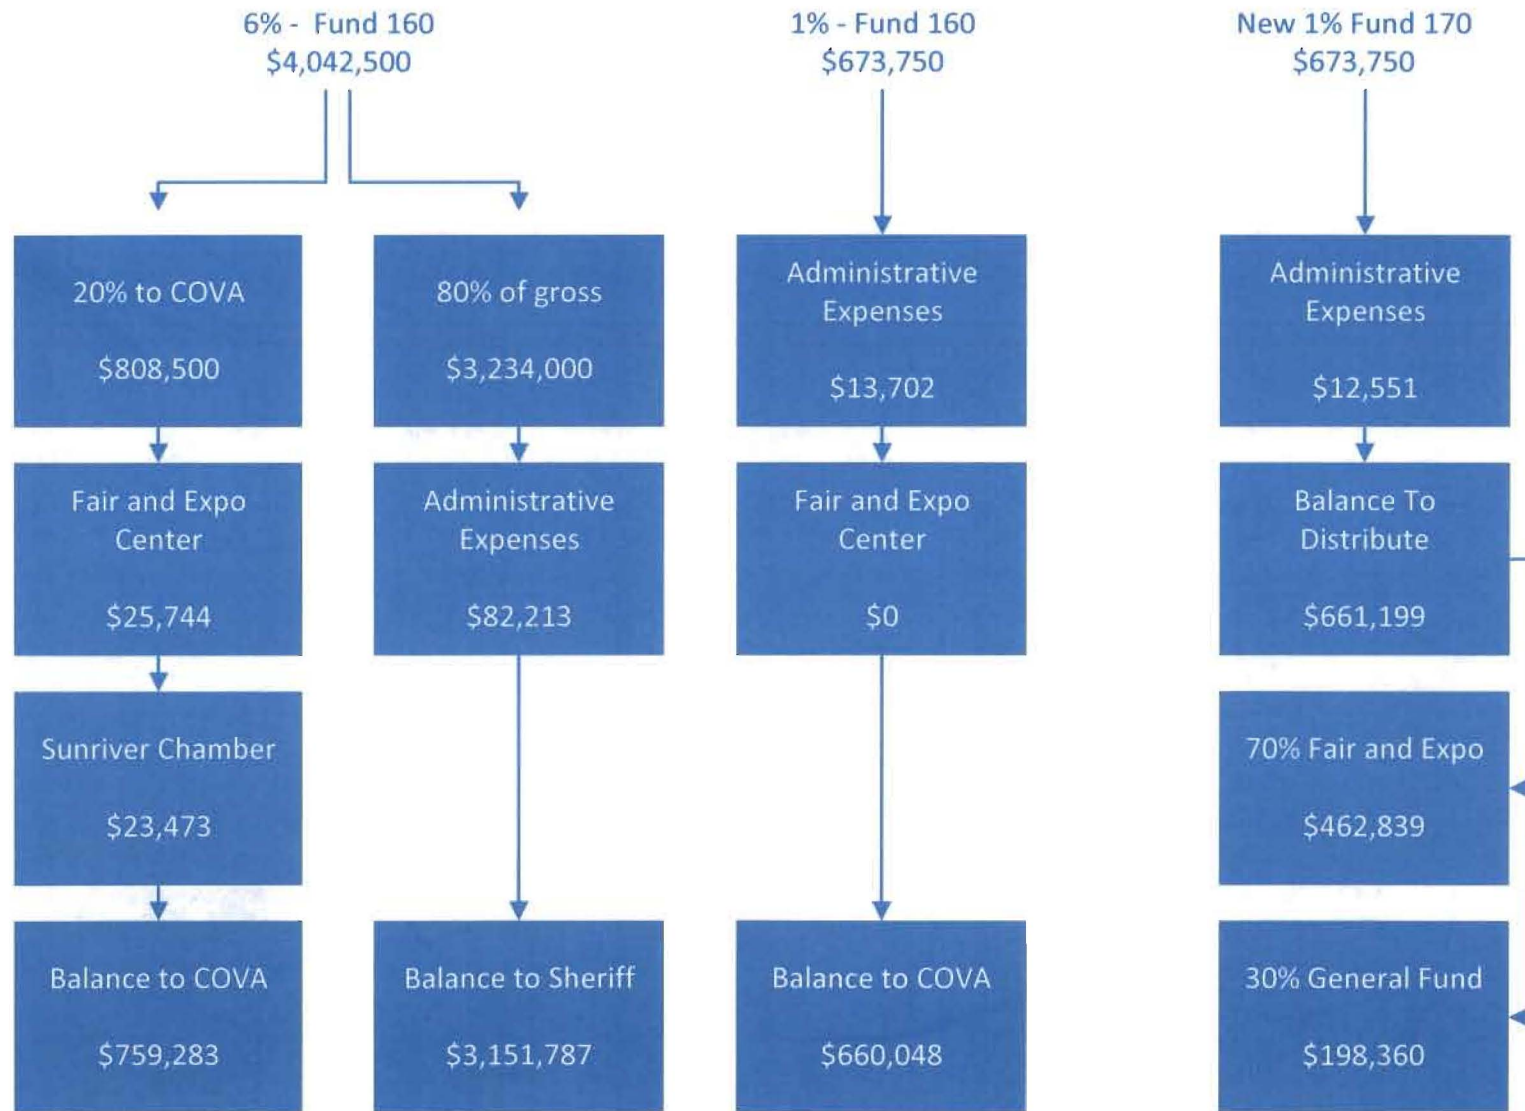 6% - Fund 160
$4,042,500
20% to COVA
$808,500
Fair and Expo
Center
$25,744
Sunriver Chamber
$23,473
Balance to COVA
$759,283
80% of gross
$3,234,000
Administrative
Expenses
$82,213
Balance to Sheriff
$3,151,787
1% - Fund 160
$673,750
Administrative
Expenses
$13,702
Fair and Expo
Center
$0
Balance to COVA
$660,048
New 1% Fund 170
$673,750
Administrative
Expenses
$12,551
Balance To
Distribute
$661,199
70% Fair and Expo
$462,839
30% General Fund
$198,360